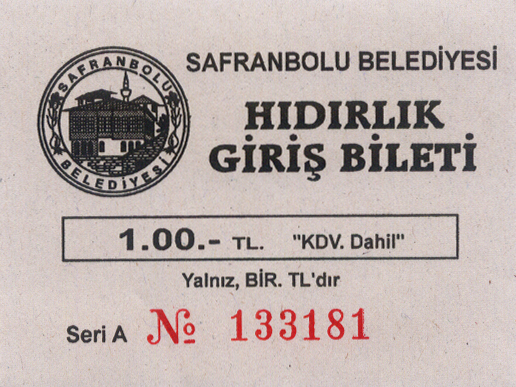 SAFRANBOLU
BELEDİYESİ
SAFRANBOLU BELEDİYESİ
HIDIRLIK
GİRİŞ BİLETİ
1.00.- TL. "KDV. Dahil"
Yalnız, BİR. TL'dır
Seri A № 133181